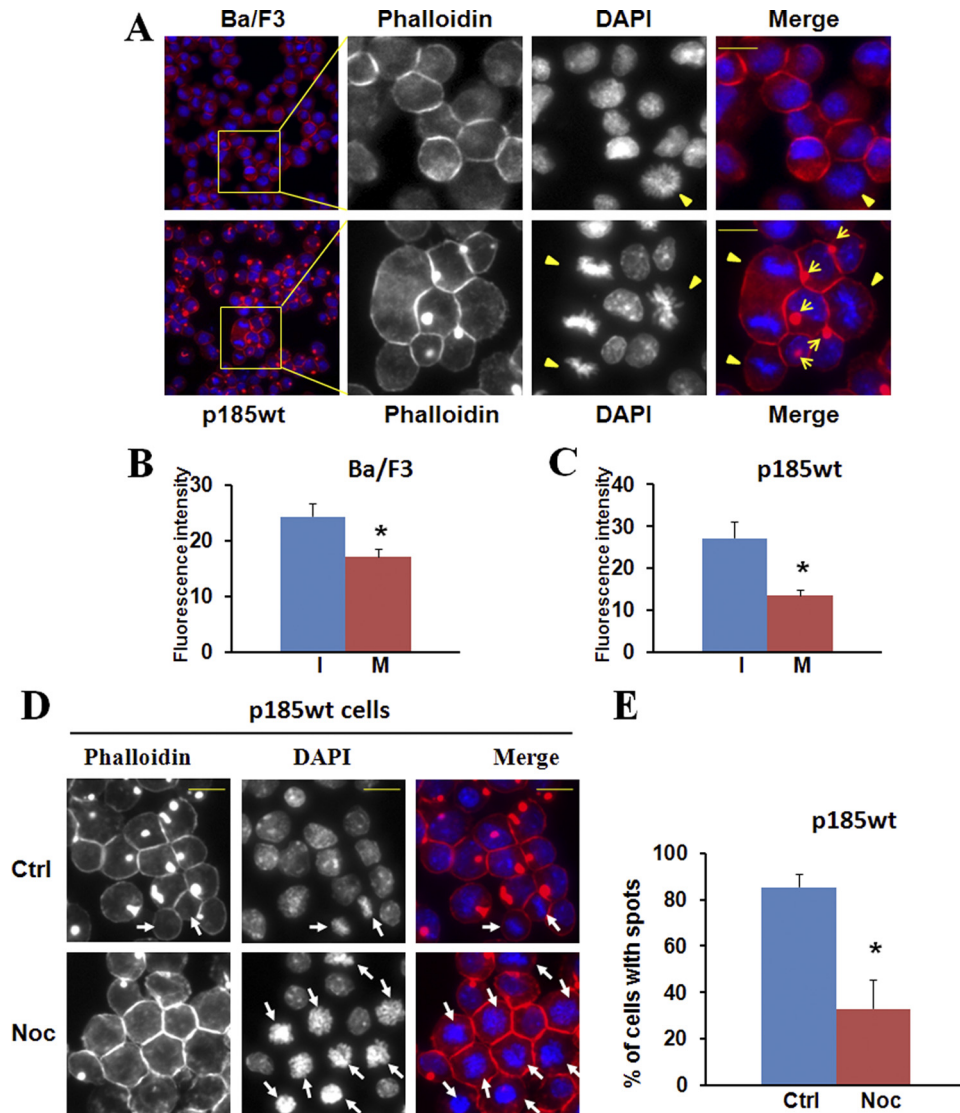 A
Ba/F3 Phalloidin DAPI Merge
p185wt Phalloidin DAPI Merge
B
Ba/F3
Fluorescence intensity
30
20
10
0
I M
*
C
p185wt
Fluorescence intensity
40
30
20
10
0
I M
*
D
p185wt cells
Phalloidin DAPI Merge
Ctrl
Noc
E
p185wt
% of cells with spots
100
80
60
40
20
0
Ctrl Noc
*